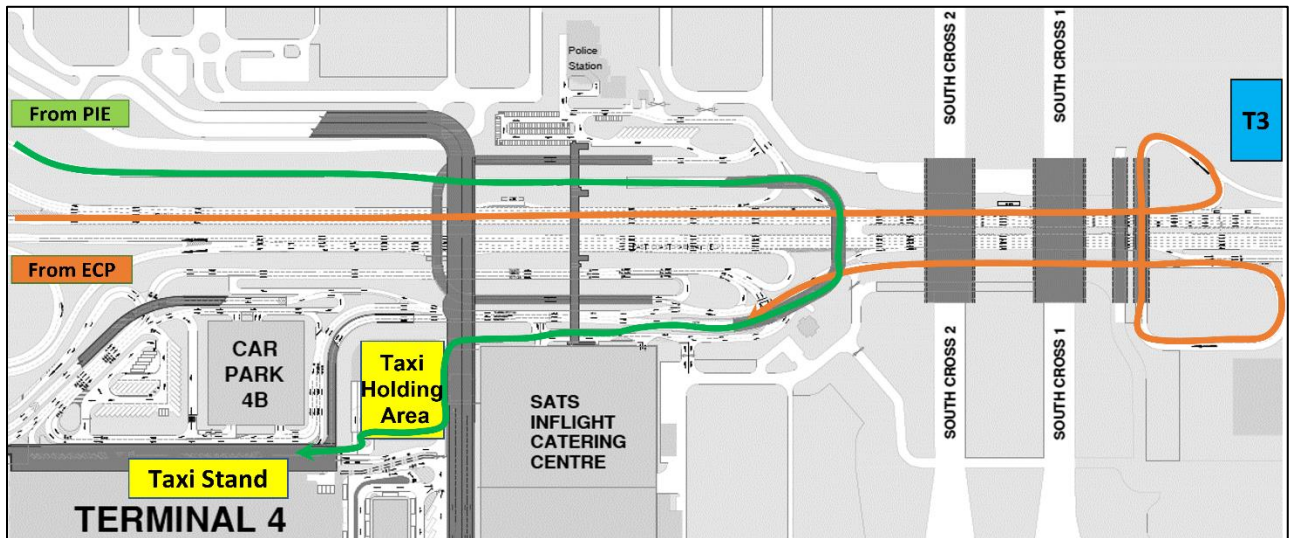 SOUTH CROSS 2
SOUTH CROSS 1
Police
Station
From PIE
T3
From ECP
CAR
PARK
4B
Taxi
Holding
Area
SATS
INFLIGHT
CATERING
CENTRE
SOUTH CROSS 2
SOUTH CROSS 1
Taxi Stand
TERMINAL 4